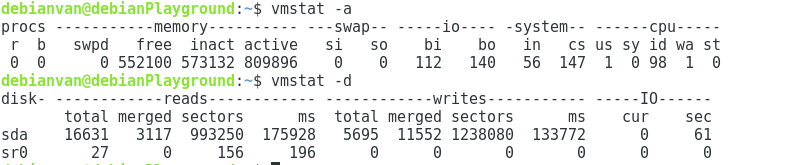 debianvan@debianPlayground:~$ vmstat -a
procs -----------memory---------- ---swap-- -----io---- -system-- ------cpu-----
 r  b   swpd   free  inact active   si   so    bi    bo   in   cs us sy id wa st
 0  0      0 552100 573132 809896    0    0   112   140   56  147  1  0 98  1  0
debianvan@debianPlayground:~$ vmstat -d
disk- ------------reads------------ ------------writes----------- -----IO------
       total merged sectors      ms  total merged sectors      ms    cur    sec
sda    16631   3117  993250  175928   5695  11552 1238080  133772      0     61
sr0       27      0     156     196      0      0       0       0      0      0
debianvan@debianPlayground:~$